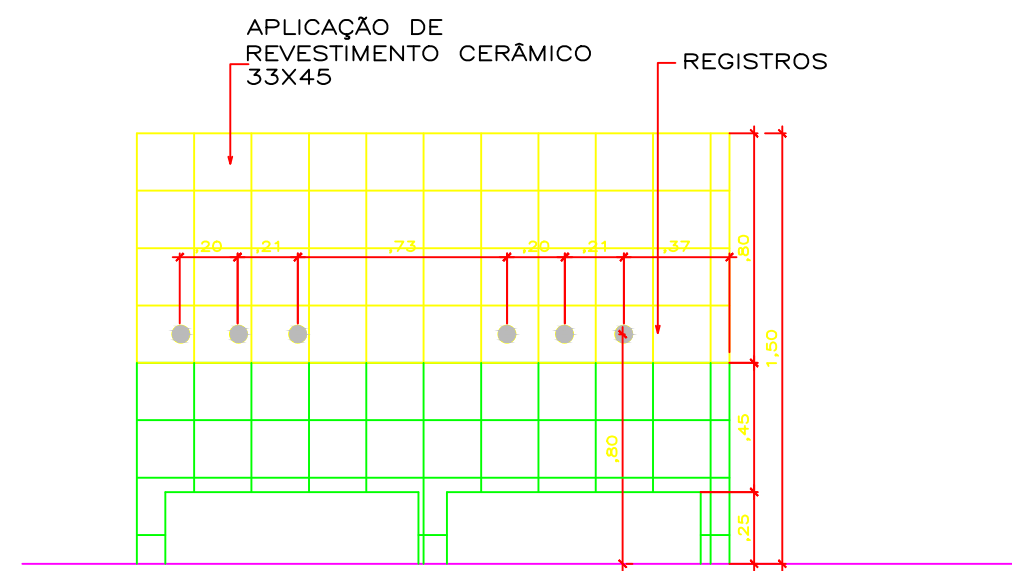 APLICAÇÃO DE
REVESTIMENTO CERÂMICO
33X45
REGISTROS
,20 ,21 ,73 ,20 ,21 ,37
,80
1,50
,45
,80
,25